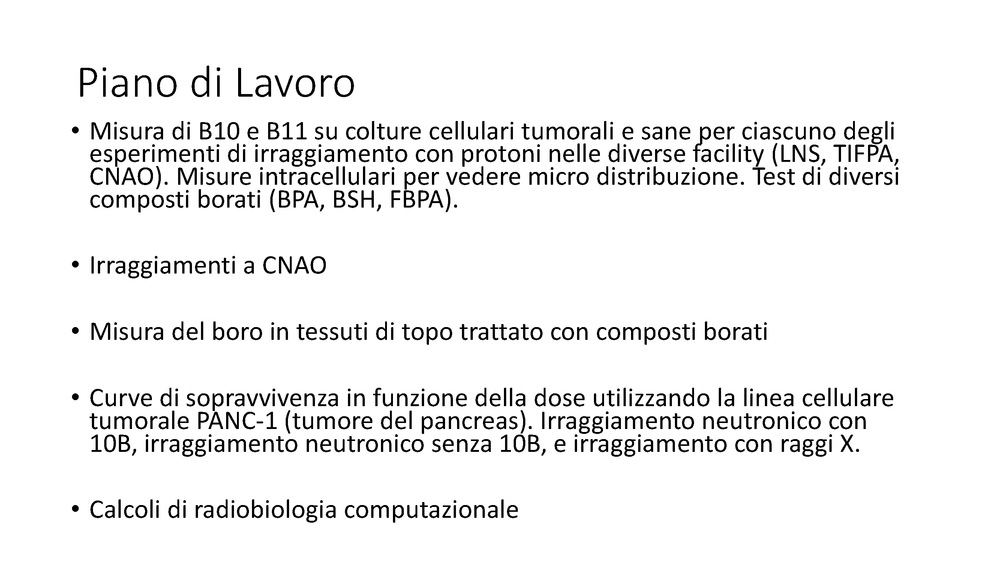 Piano di Lavoro
• Misura di B10 e B11 su colture cellulari tumorali e sane per ciascuno degli
esperimenti di irraggiamento con protoni nelle diverse facility (LNS, TIFPA,
CNAO). Misure intracellulari per vedere micro distribuzione. Test di diversi
composti borati (BPA, BSH, FBPA).
• Irraggiamenti a CNAO
• Misura del boro in tessuti di topo trattato con composti borati
• Curve di sopravvivenza in funzione della dose utilizzando la linea cellulare
tumorale PANC-1 (tumore del pancreas). Irraggiamento neutronico con
10B, irraggiamento neutronico senza 10B, e irraggiamento con raggi X.
• Calcoli di radiobiologia computazionale